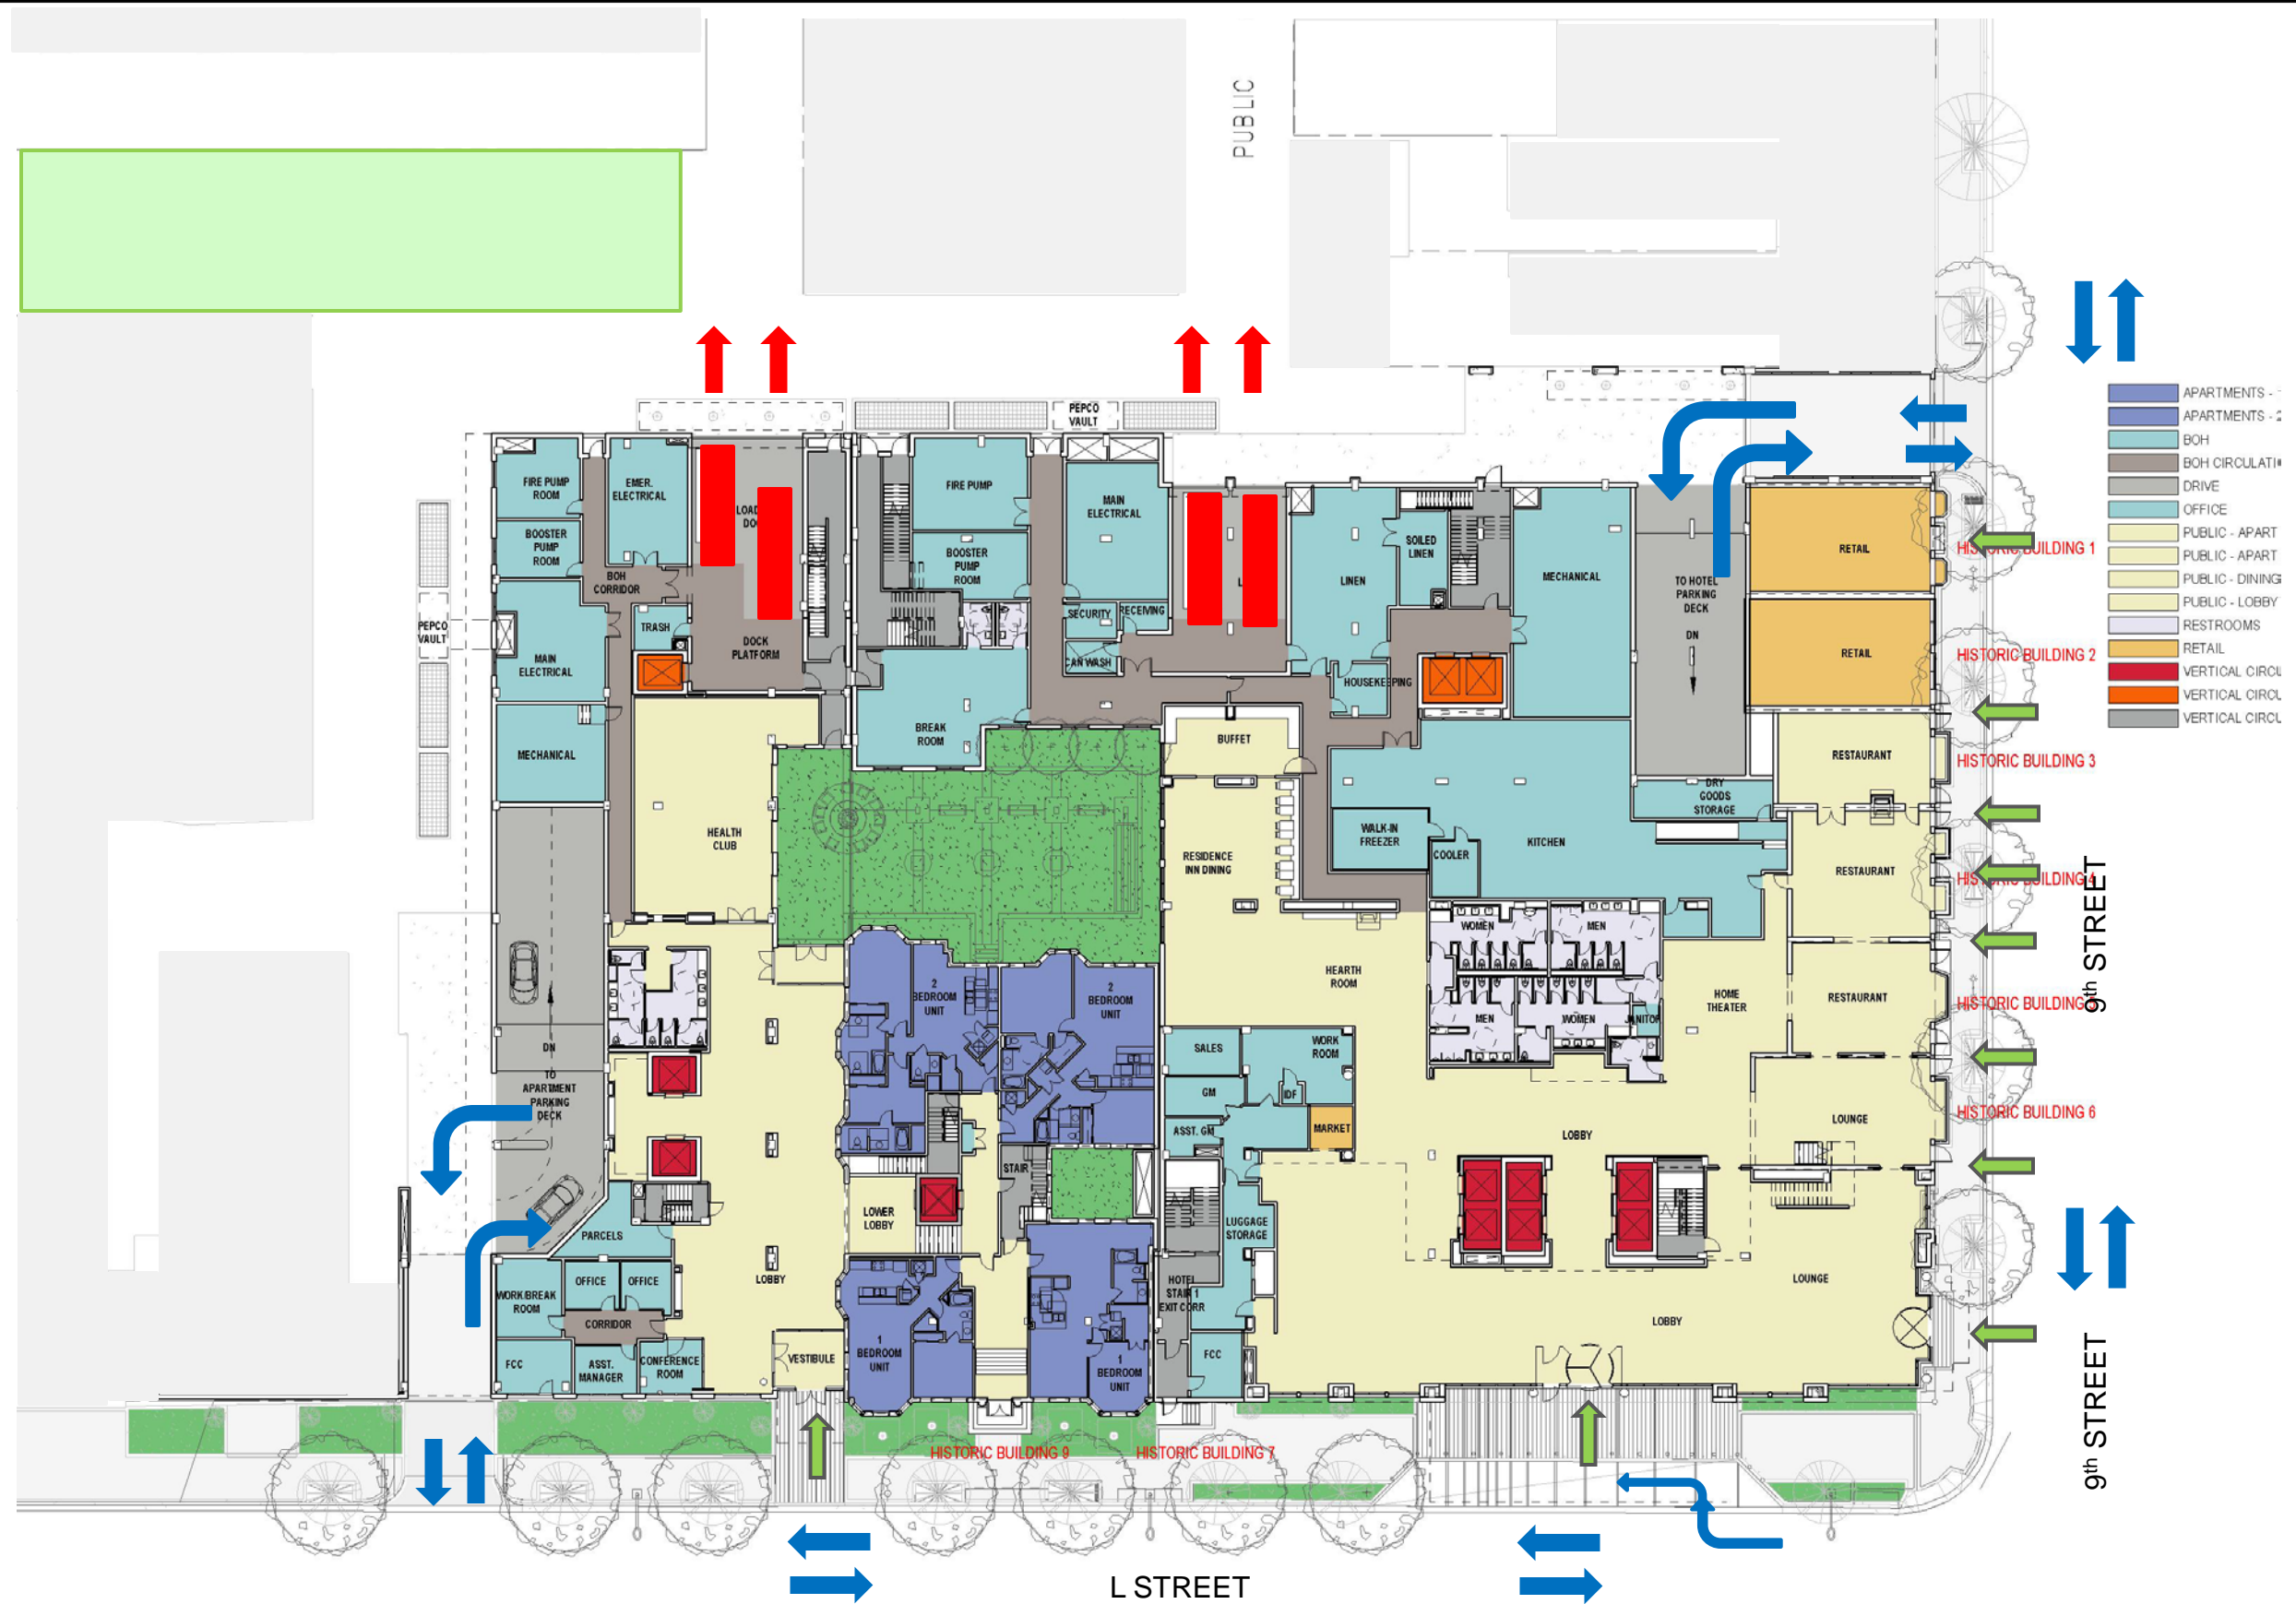 PUBLIC
PEPCO
VAULT
FIRE PUMP
ROOM
EMER.
ELECTRICAL
BOOSTER
PUMP
ROOM
BOH
CORRIDOR
TRASH
DOCK
PLATFORM
PEPCO
VAULT
MAIN
ELECTRICAL
MECHANICAL
FIRE PUMP
BOOSTER
PUMP
ROOM
MAIN
ELECTRICAL
SECURITY
RECEIVING
CAN WASH
BREAK
ROOM
LINEN
SOILED
LINEN
HOUSEKEEPING
MECHANICAL
TO HOTEL
PARKING
DECK
DN
RETAIL
RETAIL
HISTORIC BUILDING 1
HISTORIC BUILDING 2
HISTORIC BUILDING 3
HISTORIC BUILDING 4
HISTORIC BUILDING
HISTORIC BUILDING 6
APARTMENTS -
APARTMENTS - 2
BOH
BOH CIRCULATI
DRIVE
OFFICE
PUBLIC - APART
PUBLIC - APART
PUBLIC - DINING
PUBLIC - LOBBY
RESTROOMS
RETAIL
VERTICAL CIRCU
VERTICAL CIRCU
VERTICAL CIRCU
BUFFET
RESTAURANT
DRY
GOODS
STORAGE
HEALTH
CLUB
RESIDENCE
INN DINING
WALK-IN
FREEZER
COOLER
KITCHEN
RESTAURANT
9th STREET
WOMEN
MEN
HEARTH
ROOM
MEN
WOMEN
JANITOR
HOME
THEATER
RESTAURANT
2
BEDROOM
UNIT
2
BEDROOM
UNIT
DN
TO
APARTMENT
PARKING
DECK
SALES
WORK
ROOM
GM
IDF
ASST. GM
MARKET
LOBBY
LOUNGE
STAIR
LOWER
LOBBY
LUGGAGE
STORAGE
PARCELS
WORK/BREAK
ROOM
OFFICE
OFFICE
LOBBY
CORRIDOR
HOTEL
STAIR 1
EXIT CORR
LOUNGE
LOBBY
FCC
ASST.
MANAGER
CONFERENCE
ROOM
VESTIBULE
1
BEDROOM
UNIT
1
BEDROOM
UNIT
FCC
9th STREET
HISTORIC BUILDING 9
HISTORIC BUILDING 7
L STREET